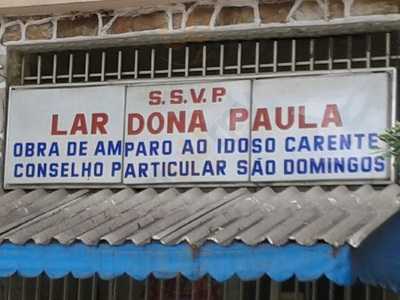 S.S.V.P.
LAR DONA PAULA
OBRA DE AMPARO AO IDOSO CARENTE
CONSELHO PARTICULAR SÃO DOMINGOS